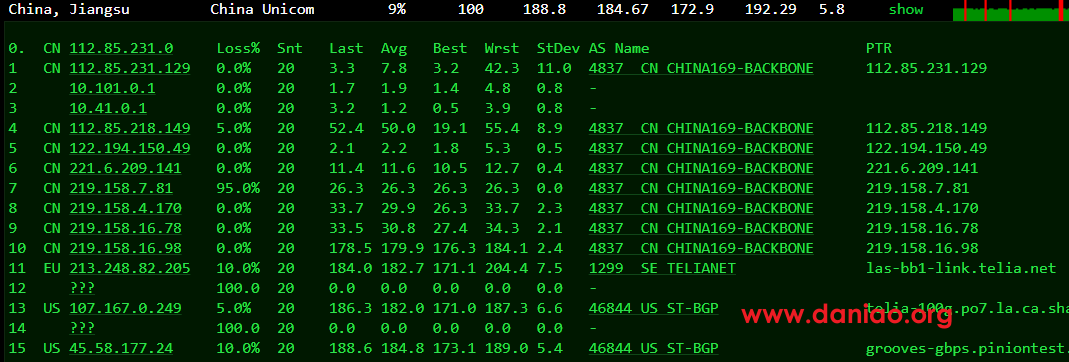 China, Jiangsu China Unicom 9% 100 188.8 184.67 172.9 192.29 5.8 show
0. CN 112.85.231.0 Loss% Snt Last Avg Best Wrst StDev AS Name PTR
1 CN 112.85.231.129 0.0% 20 3.3 7.8 3.2 42.3 11.0 4837 CN CHINA169-BACKBONE 112.85.231.129
2 10.101.0.1 0.0% 20 1.7 1.9 1.4 4.8 0.8 -
3 10.41.0.1 0.0% 20 3.2 1.2 0.5 3.9 0.8 -
4 CN 112.85.218.149 5.0% 20 52.4 50.0 19.1 55.4 8.9 4837 CN CHINA169-BACKBONE 112.85.218.149
5 CN 122.194.150.49 0.0% 20 2.1 2.2 1.8 5.3 0.5 4837 CN CHINA169-BACKBONE 122.194.150.49
6 CN 221.6.209.141 0.0% 20 11.4 11.6 10.5 12.7 0.4 4837 CN CHINA169-BACKBONE 221.6.209.141
7 CN 219.158.7.81 95.0% 20 26.3 26.3 26.3 26.3 0.0 4837 CN CHINA169-BACKBONE 219.158.7.81
8 CN 219.158.4.170 0.0% 20 33.7 29.9 26.3 33.7 2.3 4837 CN CHINA169-BACKBONE 219.158.4.170
9 CN 219.158.16.78 0.0% 20 33.5 30.8 27.4 34.3 2.1 4837 CN CHINA169-BACKBONE 219.158.16.78
10 CN 219.158.16.98 0.0% 20 178.5 179.9 176.3 184.1 2.4 4837 CN CHINA169-BACKBONE 219.158.16.98
11 EU 213.248.82.205 10.0% 20 184.0 182.7 171.1 204.4 7.5 1299 SE TELIANET las-bb1-link.telia.net
12 ??? 100.0 20 0.0 0.0 0.0 0.0 0.0 -
13 US 107.167.0.249 5.0% 20 186.3 182.0 171.0 187.3 6.6 46844 US ST-BGP telia-100g.po7.la.ca.sha
www.daniao.org
14 ??? 100.0 20 0.0 0.0 0.0 0.0 0.0 -
15 US 45.58.177.24 10.0% 20 188.6 184.8 173.1 189.0 5.4 46844 US ST-BGP grooves-gbps.piniontest.